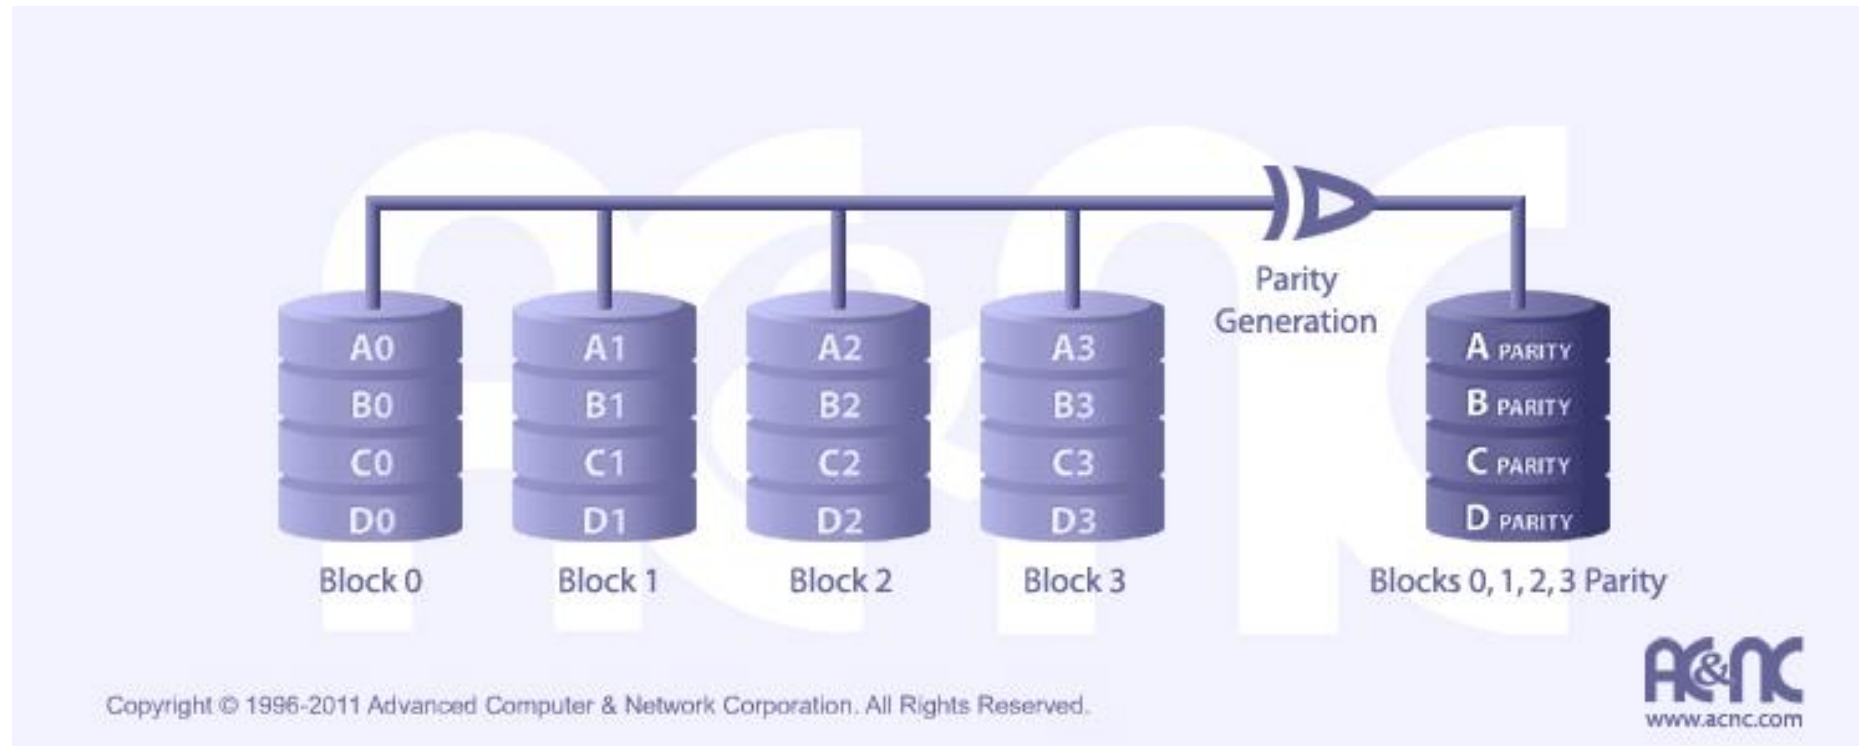 Parity
Generation
A0 A1 A2 A3 A PARITY
B0 B1 B2 B3 B PARITY
C0 C1 C2 C3 C PARITY
D0 D1 D2 D3 D PARITY
Block 0 Block 1 Block 2 Block 3 Blocks 0, 1, 2, 3 Parity
AC&NC
www.acnc.com
Copyright © 1996-2011 Advanced Computer & Network Corporation. All Rights Reserved.